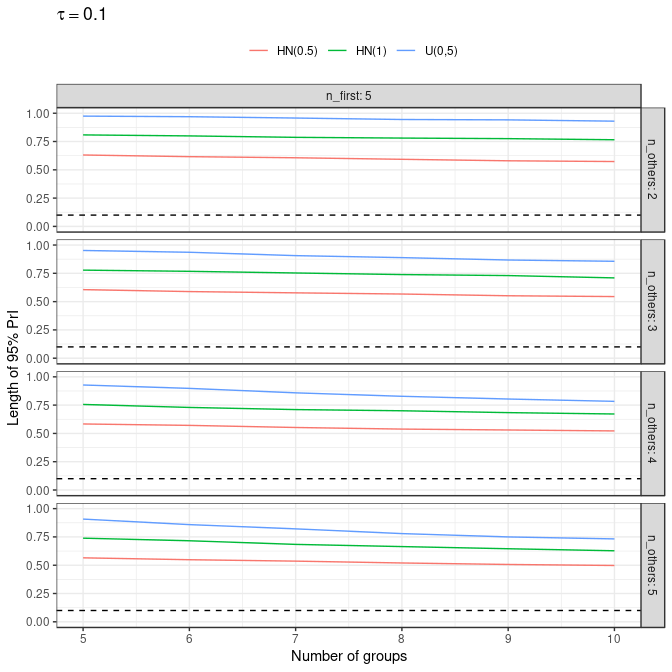 τ = 0.1
HN(0.5) HN(1) U(0,5)
n_first: 5
1.00
0.75
0.50
0.25
0.00
n_others: 2
1.00
0.75
0.50
0.25
0.00
n_others: 3
1.00
0.75
0.50
0.25
0.00
n_others: 4
1.00
0.75
0.50
0.25
0.00
n_others: 5
Length of 95% PrI
5 6 7 8 9 10
Number of groups